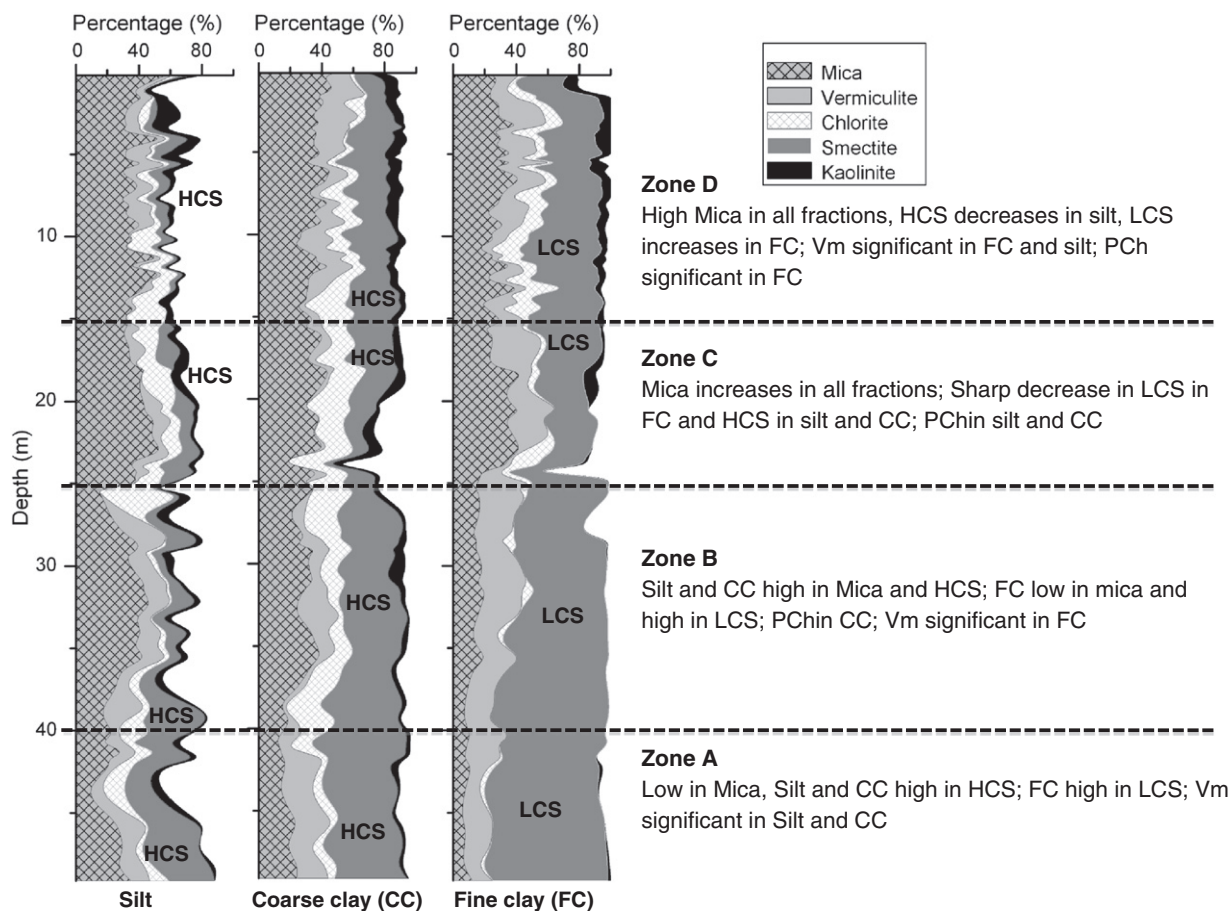 Percentage (%) Percentage (%) Percentage (%)
0 40 80 0 40 80 0 40 80
Mica
Vermiculite
Chlorite
Smectite
Kaolinite
HCS
LCS
HCS
Zone D
High Mica in all fractions, HCS decreases in silt, LCS
increases in FC; Vm significant in FC and silt; PCh
significant in FC
HCS
HCS
LCS
Zone C
Mica increases in all fractions; Sharp decrease in LCS in
FC and HCS in silt and CC; PChin silt and CC
HCS
HCS
LCS
Zone B
Silt and CC high in Mica and HCS; FC low in mica and
high in LCS; PChin CC; Vm significant in FC
HCS
HCS
LCS
Zone A
Low in Mica, Silt and CC high in HCS; FC high in LCS; Vm
significant in Silt and CC
10
20
30
40
Depth (m)
Silt Coarse clay (CC) Fine clay (FC)